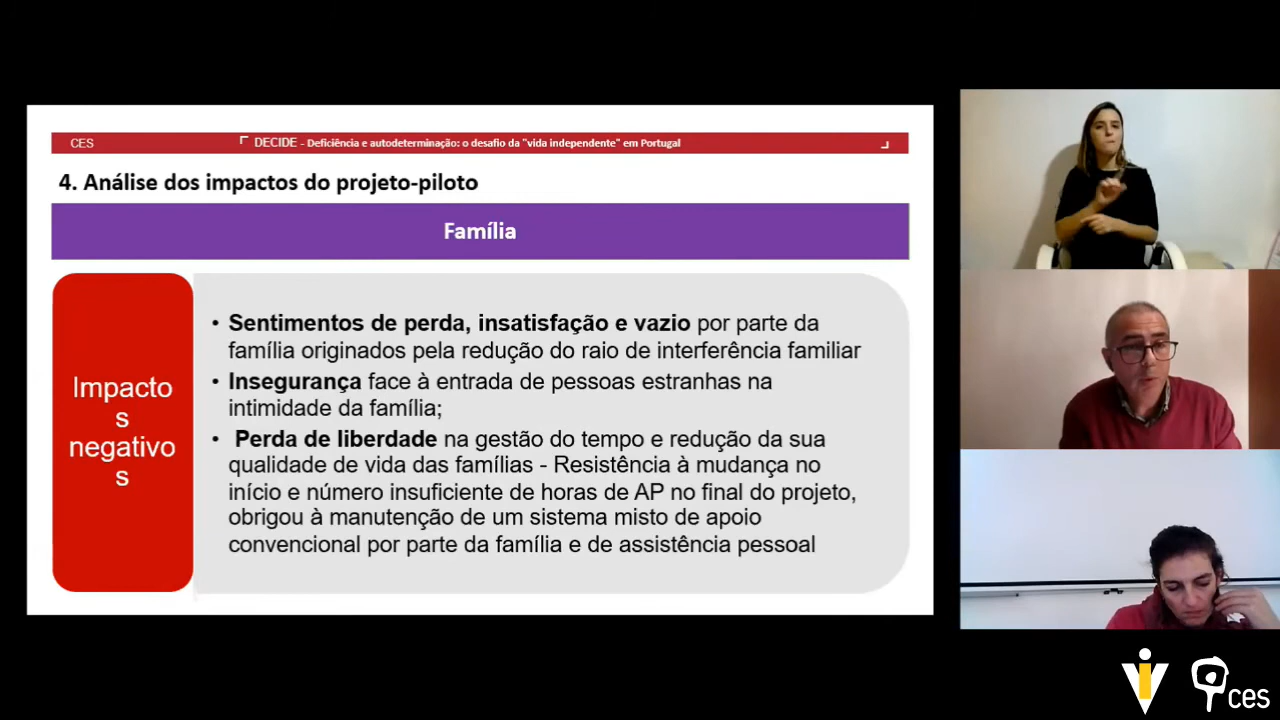 CES
DECIDE - Deficiência e autodeterminação: o desafio da "vida independente" em Portugal
4. Análise dos impactos do projeto-piloto
Família
Impacto
s
negativo
s
• Sentimentos de perda, insatisfação e vazio por parte da
família originados pela redução do raio de interferência familiar
• Insegurança face à entrada de pessoas estranhas na
intimidade da família;
• Perda de liberdade na gestão do tempo e redução da sua
qualidade de vida das famílias - Resistência à mudança no
início e número insuficiente de horas de AP no final do projeto,
obrigou à manutenção de um sistema misto de apoio
convencional por parte da família e de assistência pessoal
iV
ces